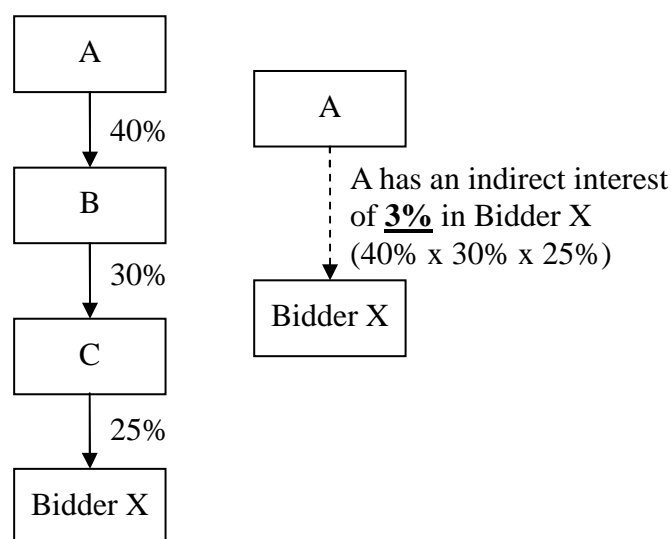 A
40%
B
30%
C
25%
Bidder X
A
A has an indirect interest
of 3% in Bidder X
(40% x 30% x 25%)
Bidder X